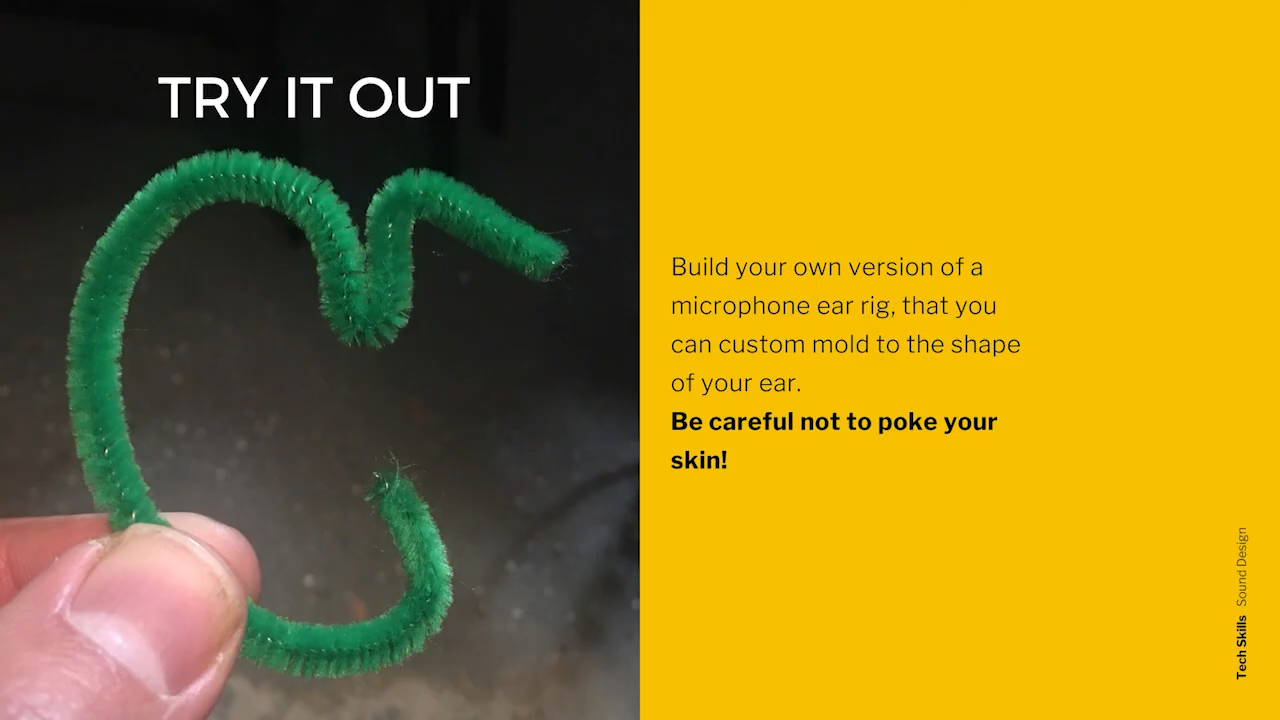 TRY IT OUT
Build your own version of a
microphone ear rig, that you
can custom mold to the shape
of your ear.
Be careful not to poke your
skin!
Tech Skills Sound Design